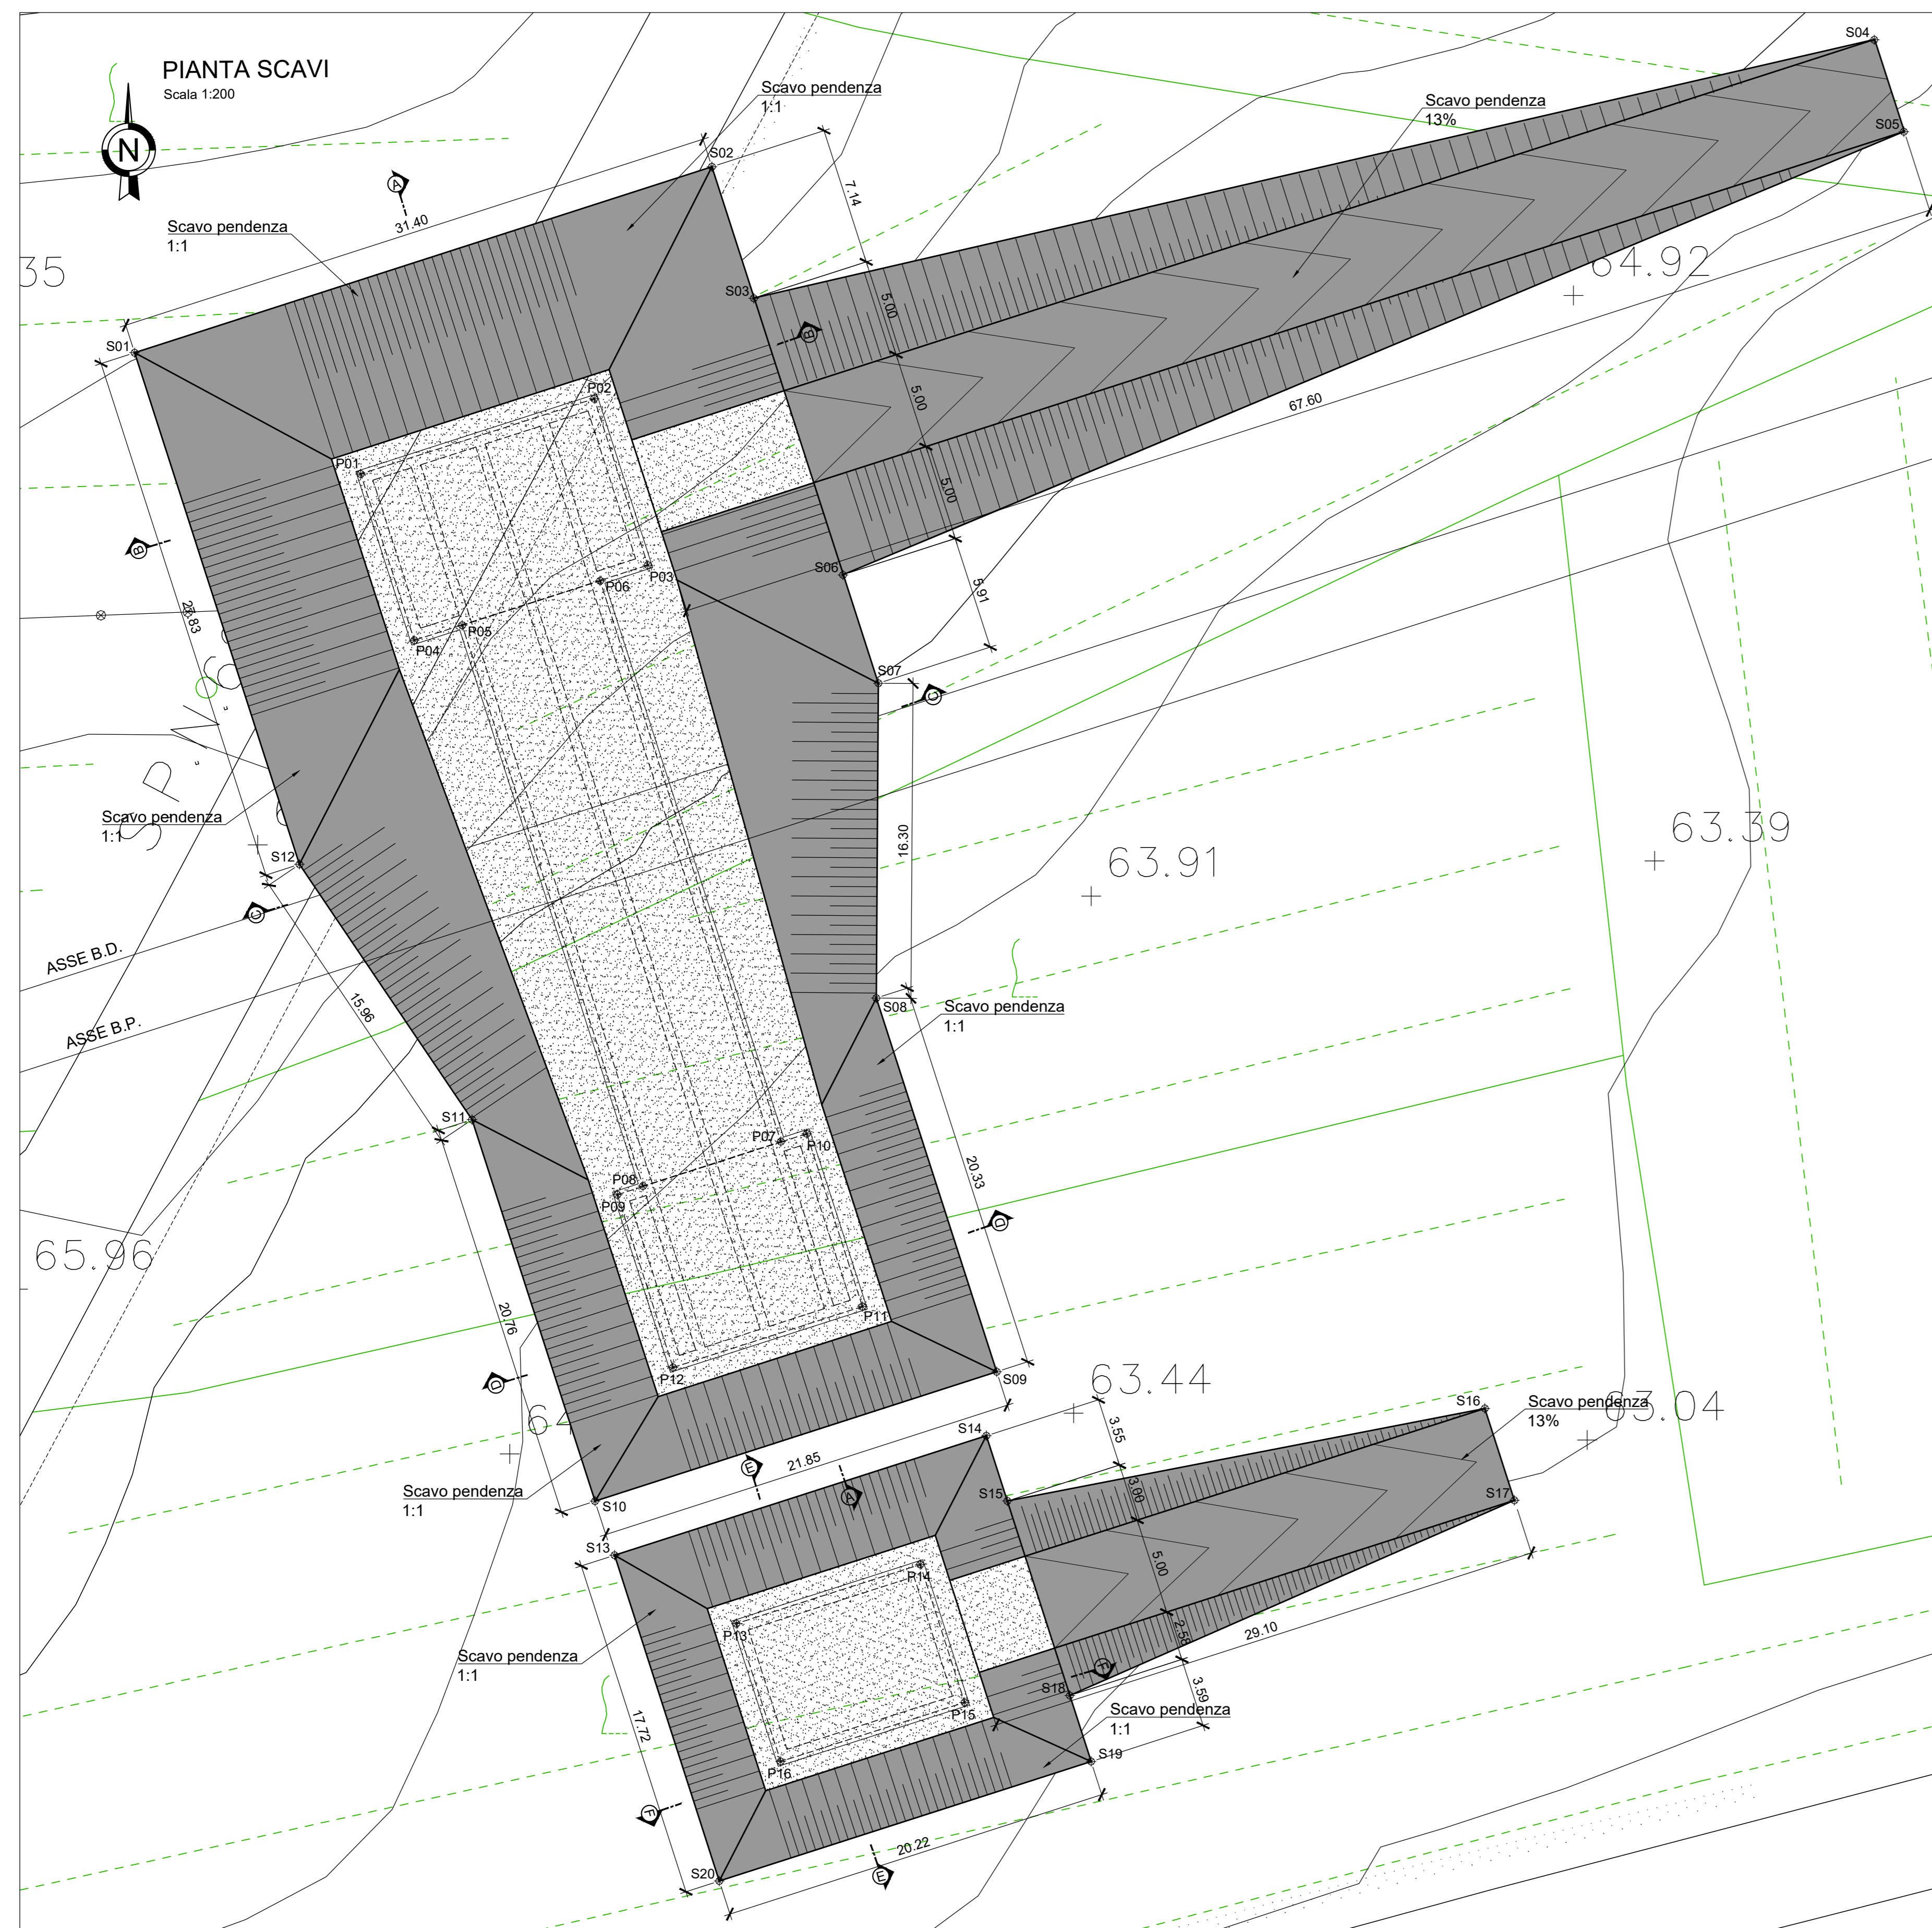 PIANTA SCAVI
Scala 1:200
N
S04
Scavo pendenza
1:1
Scavo pendenza
13%
S05
S02
A
31.40
7.14
Scavo pendenza
1:1
35
64.92
S03
5.00
B
S01
P02
5.00
67.60
P01
5.00
B
S06
P03
P06
5.91
P05
P04
S07
C
Scavo pendenza
1:1
16.30
63.39
S12
63.91
C
ASSE B.D.
15.96
S08
Scavo pendenza
1:1
ASSE B.P.
S11
P07
P10
20.33
P08
P09
D
65.96
P11
20.76
P12
S09
D
63.44
S16
Scavo pendenza
13%
63.04
S14
3.55
E
21.85
A
Scavo pendenza
1:1
S10
S15
3.00
S17
S13
P14
5.00
P13
2.58
29.10
Scavo pendenza
1:1
F
S18
3.59
P15
Scavo pendenza
1:1
17.72
S19
P16
F
20.22
S20
E